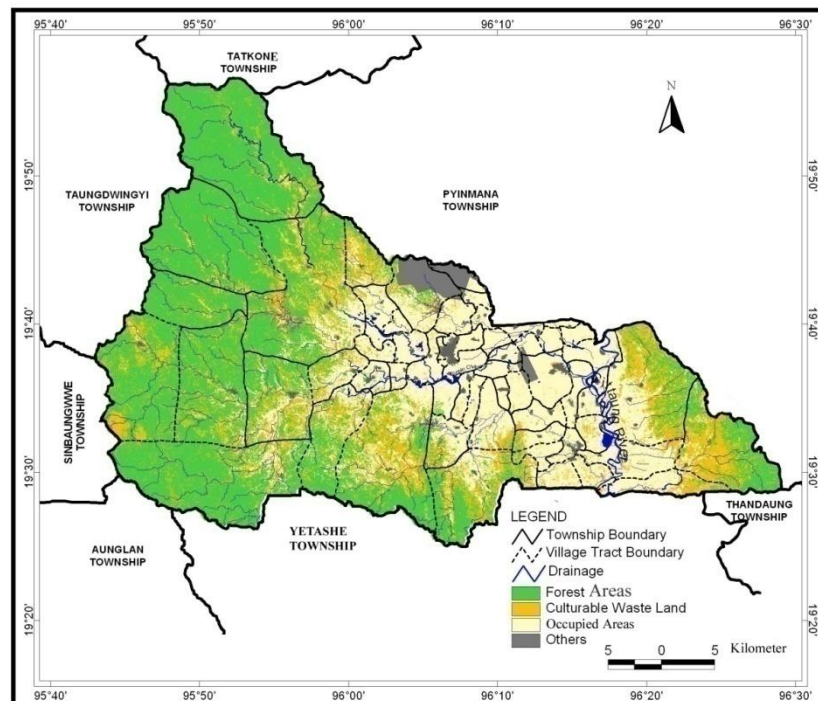 95°40'
95°50'
96°00'
96°10'
96°20'
96°30'
TATKONE
TOWNSHIP
N
19°50'
19°50'
TAUNGDWINGYI
TOWNSHIP
PYINMANA
TOWNSHIP
19°40'
19°40'
SINBAUNGWWE
TOWNSHIP
19°30'
19°30'
THANDAUNG
TOWNSHIP
YETASHE
TOWNSHIP
AUNGLAN
TOWNSHIP
LEGEND
Township Boundary
Village Tract Boundary
Drainage
Forest Areas
Culturable Waste Land
Occupied Areas
Others
19°20'
19°20'
5 0 5 Kilometer
95°40'
95°50'
96°00'
96°10'
96°20'
96°30'